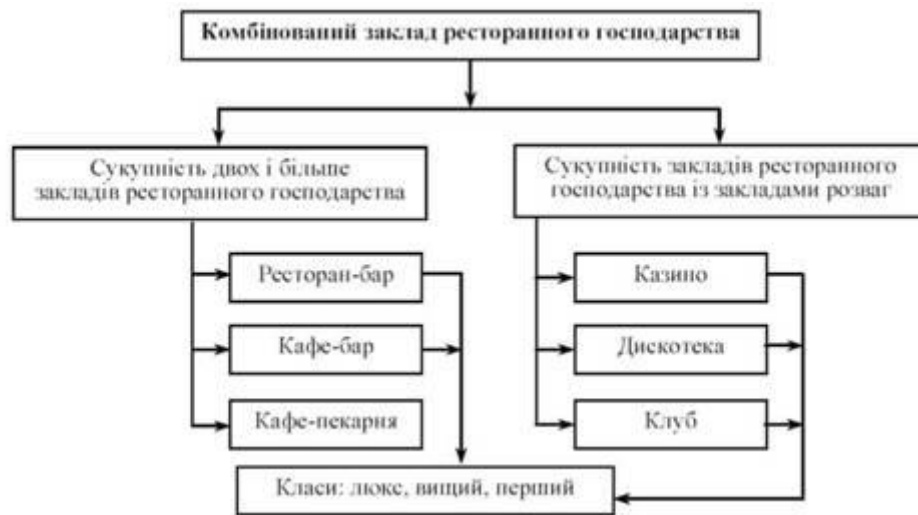 Комбінований заклад ресторанного господарства
Сукупність двох і більше
закладів ресторанного господарства
Сукупність закладів ресторанного
господарства із закладами розваг
Ресторан-бар
Кафе-бар
Кафе-пекарня
Казино
Дискотека
Клуб
Класи: люкс, вищий, перший